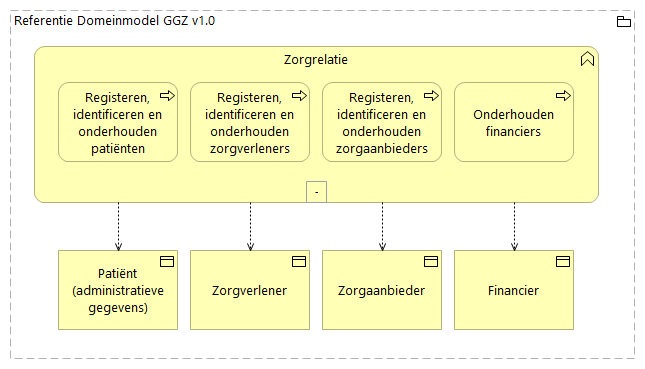 Referentie Domeinmodel GGZ v1.0
Zorgrelatie
Registeren,
identificeren en
onderhouden
patiënten
Registeren,
identificeren en
onderhouden
zorgverleners
Registeren,
identificeren en
onderhouden
zorgaanbieders
Onderhouden
financiers
-
Patiënt
(administratieve
gegevens)
Zorgverlener
Zorgaanbieder
Financier